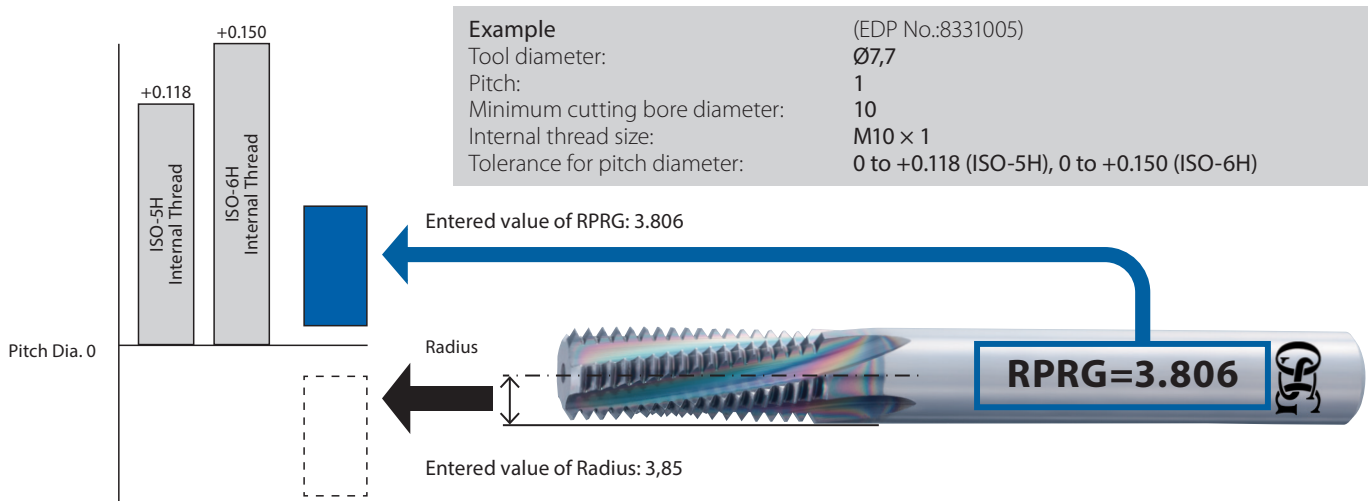 +0.150
+0.118
ISO-5H
Internal Thread
ISO-6H
Internal Thread
Pitch Dia. 0
Example (EDP No.:8331005)
Tool diameter: Ø7,7
Pitch: 1
Minimum cutting bore diameter: 10
Internal thread size: M10 × 1
Tolerance for pitch diameter: 0 to +0.118 (ISO-5H), 0 to +0.150 (ISO-6H)
Entered value of RPRG: 3.806
Radius
RPRG=3.806
OSG
Entered value of Radius: 3,85